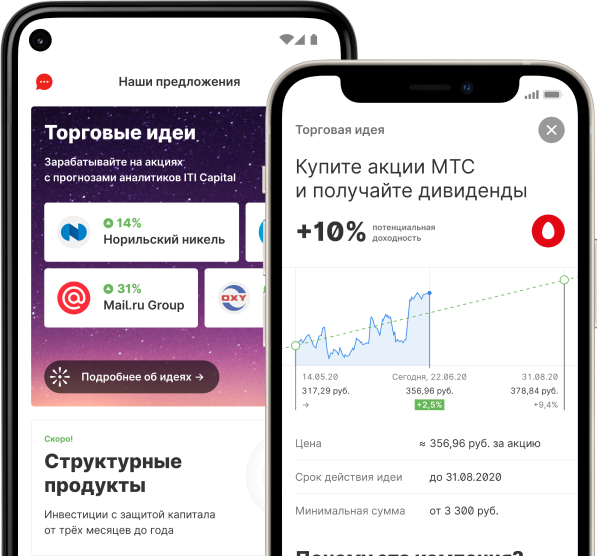 Наши предложения
Торговые идеи
Зарабатывайте на акциях
с прогнозами аналитиков ITI Capital
14%
Норильский никель
31%
Mail.ru Group
OXY
Подробнее об идеях →
Скоро!
Структурные
продукты
Инвестиции с защитой капитала
от трёх месяцев до года
Торговая идея
Купите акции МТС
и получайте дивиденды
+10% потенциальная
доходность
14.05.20 Сегодня, 22.06.20 31.08.20
317,29 руб. 356,96 руб. 378,84 руб.
→ +2,5% +9,4%
Цена ≈ 356,96 руб. за акцию
Срок действия идеи до 31.08.2020
Минимальная сумма от 3 300 руб.
Почему это компания?